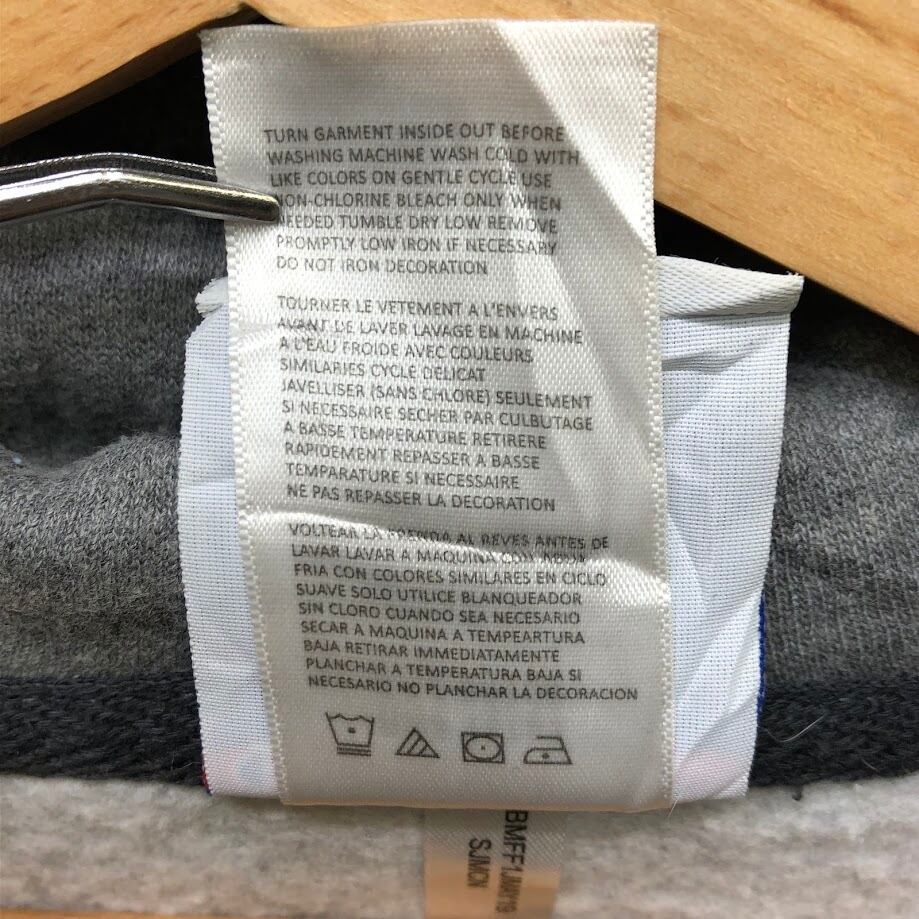 TURN GARMENT INSIDE OUT BEFORE
WASHING MACHINE WASH COLD WITH
LIKE COLORS ON GENTLE CYCLE USE
NON-CHLORINE BLEACH ONLY WHEN
NEEDED TUMBLE DRY LOW REMOVE
PROMPTLY LOW IRON IF NECESSARY
DO NOT IRON DECORATION
TOURNER LE VETEMENT A L'ENVERS
AVANT DE LAVER LAVAGE EN MACHINE
A L'EAU FROIDE AVEC COULEURS
SIMILARIES CYCLE DELICAT
JAVELLISER (SANS CHLORE) SEULEMENT
SI NECESSAIRE SECHER PAR CULBUTAGE
A BASSE TEMPERATURE RETIRERE
RAPIDEMENT REPASSER A BASSE
TEMPARATURE SI NECESSAIRE
NE PAS REPASSER LA DECORATION
VOLTEAR LA PRENDA AL REVES ANTES DE
LAVAR LAVAR A MAQUINA CON AGUA
FRIA CON COLORES SIMILARES EN CICLO
SUAVE SOLO UTILICE BLANQUEADOR
SIN CLORO CUANDO SEA NECESARIO
SECAR A MAQUINA A TEMPEARTURA
BAJA RETIRAR IMMEDIATAMENTE
PLANCHAR A TEMPERATURA BAJA SI
NECESARIO NO PLANCHAR LA DECORACION
SJMCN